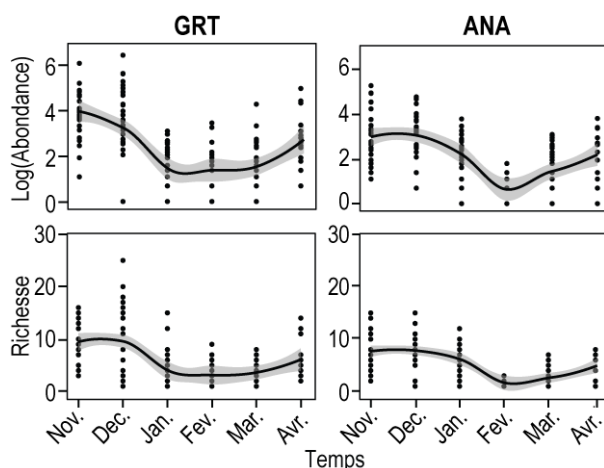 GRT
ANA
Log(Abondance)
6
4
2
0
6
4
2
0
Richesse
30
20
10
0
30
20
10
0
Nov. Dec. Jan. Fev. Mar. Avr.
Nov. Dec. Jan. Fev. Mar. Avr.
Temps